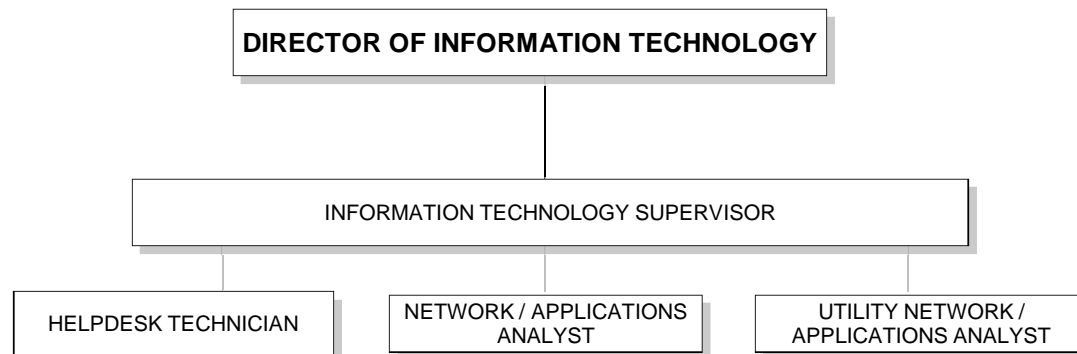 DIRECTOR OF INFORMATION TECHNOLOGY
INFORMATION TECHNOLOGY SUPERVISOR
HELPDESK TECHNICIAN
NETWORK / APPLICATIONS
ANALYST
UTILITY NETWORK /
APPLICATIONS ANALYST